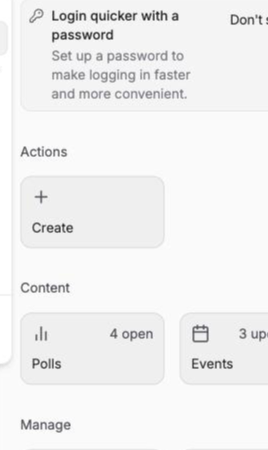 Login quicker with a
password
Don't
Set up a password to
make logging in faster
and more convenient.
Actions
Create
Content
4 open
Polls
3
Events
Manage